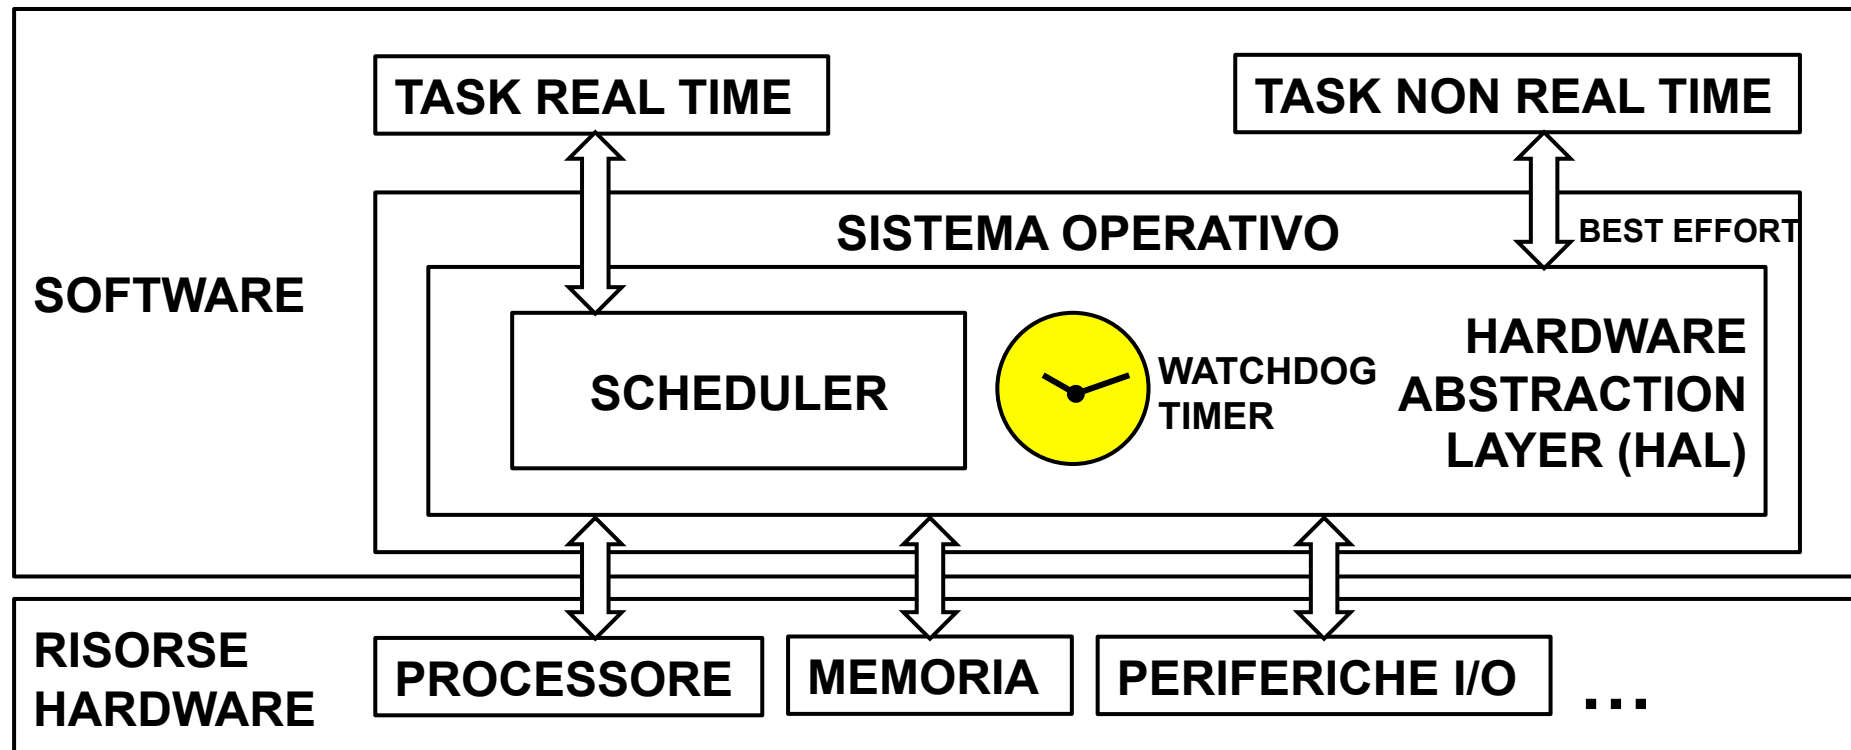 TASK REAL TIME
TASK NON REAL TIME
SISTEMA OPERATIVO
BEST EFFORT
SOFTWARE
SCHEDULER
WATCHDOG
TIMER
HARDWARE
ABSTRACTION
LAYER (HAL)
RISORSE
HARDWARE
PROCESSORE
MEMORIA
PERIFERICHE I/O
...